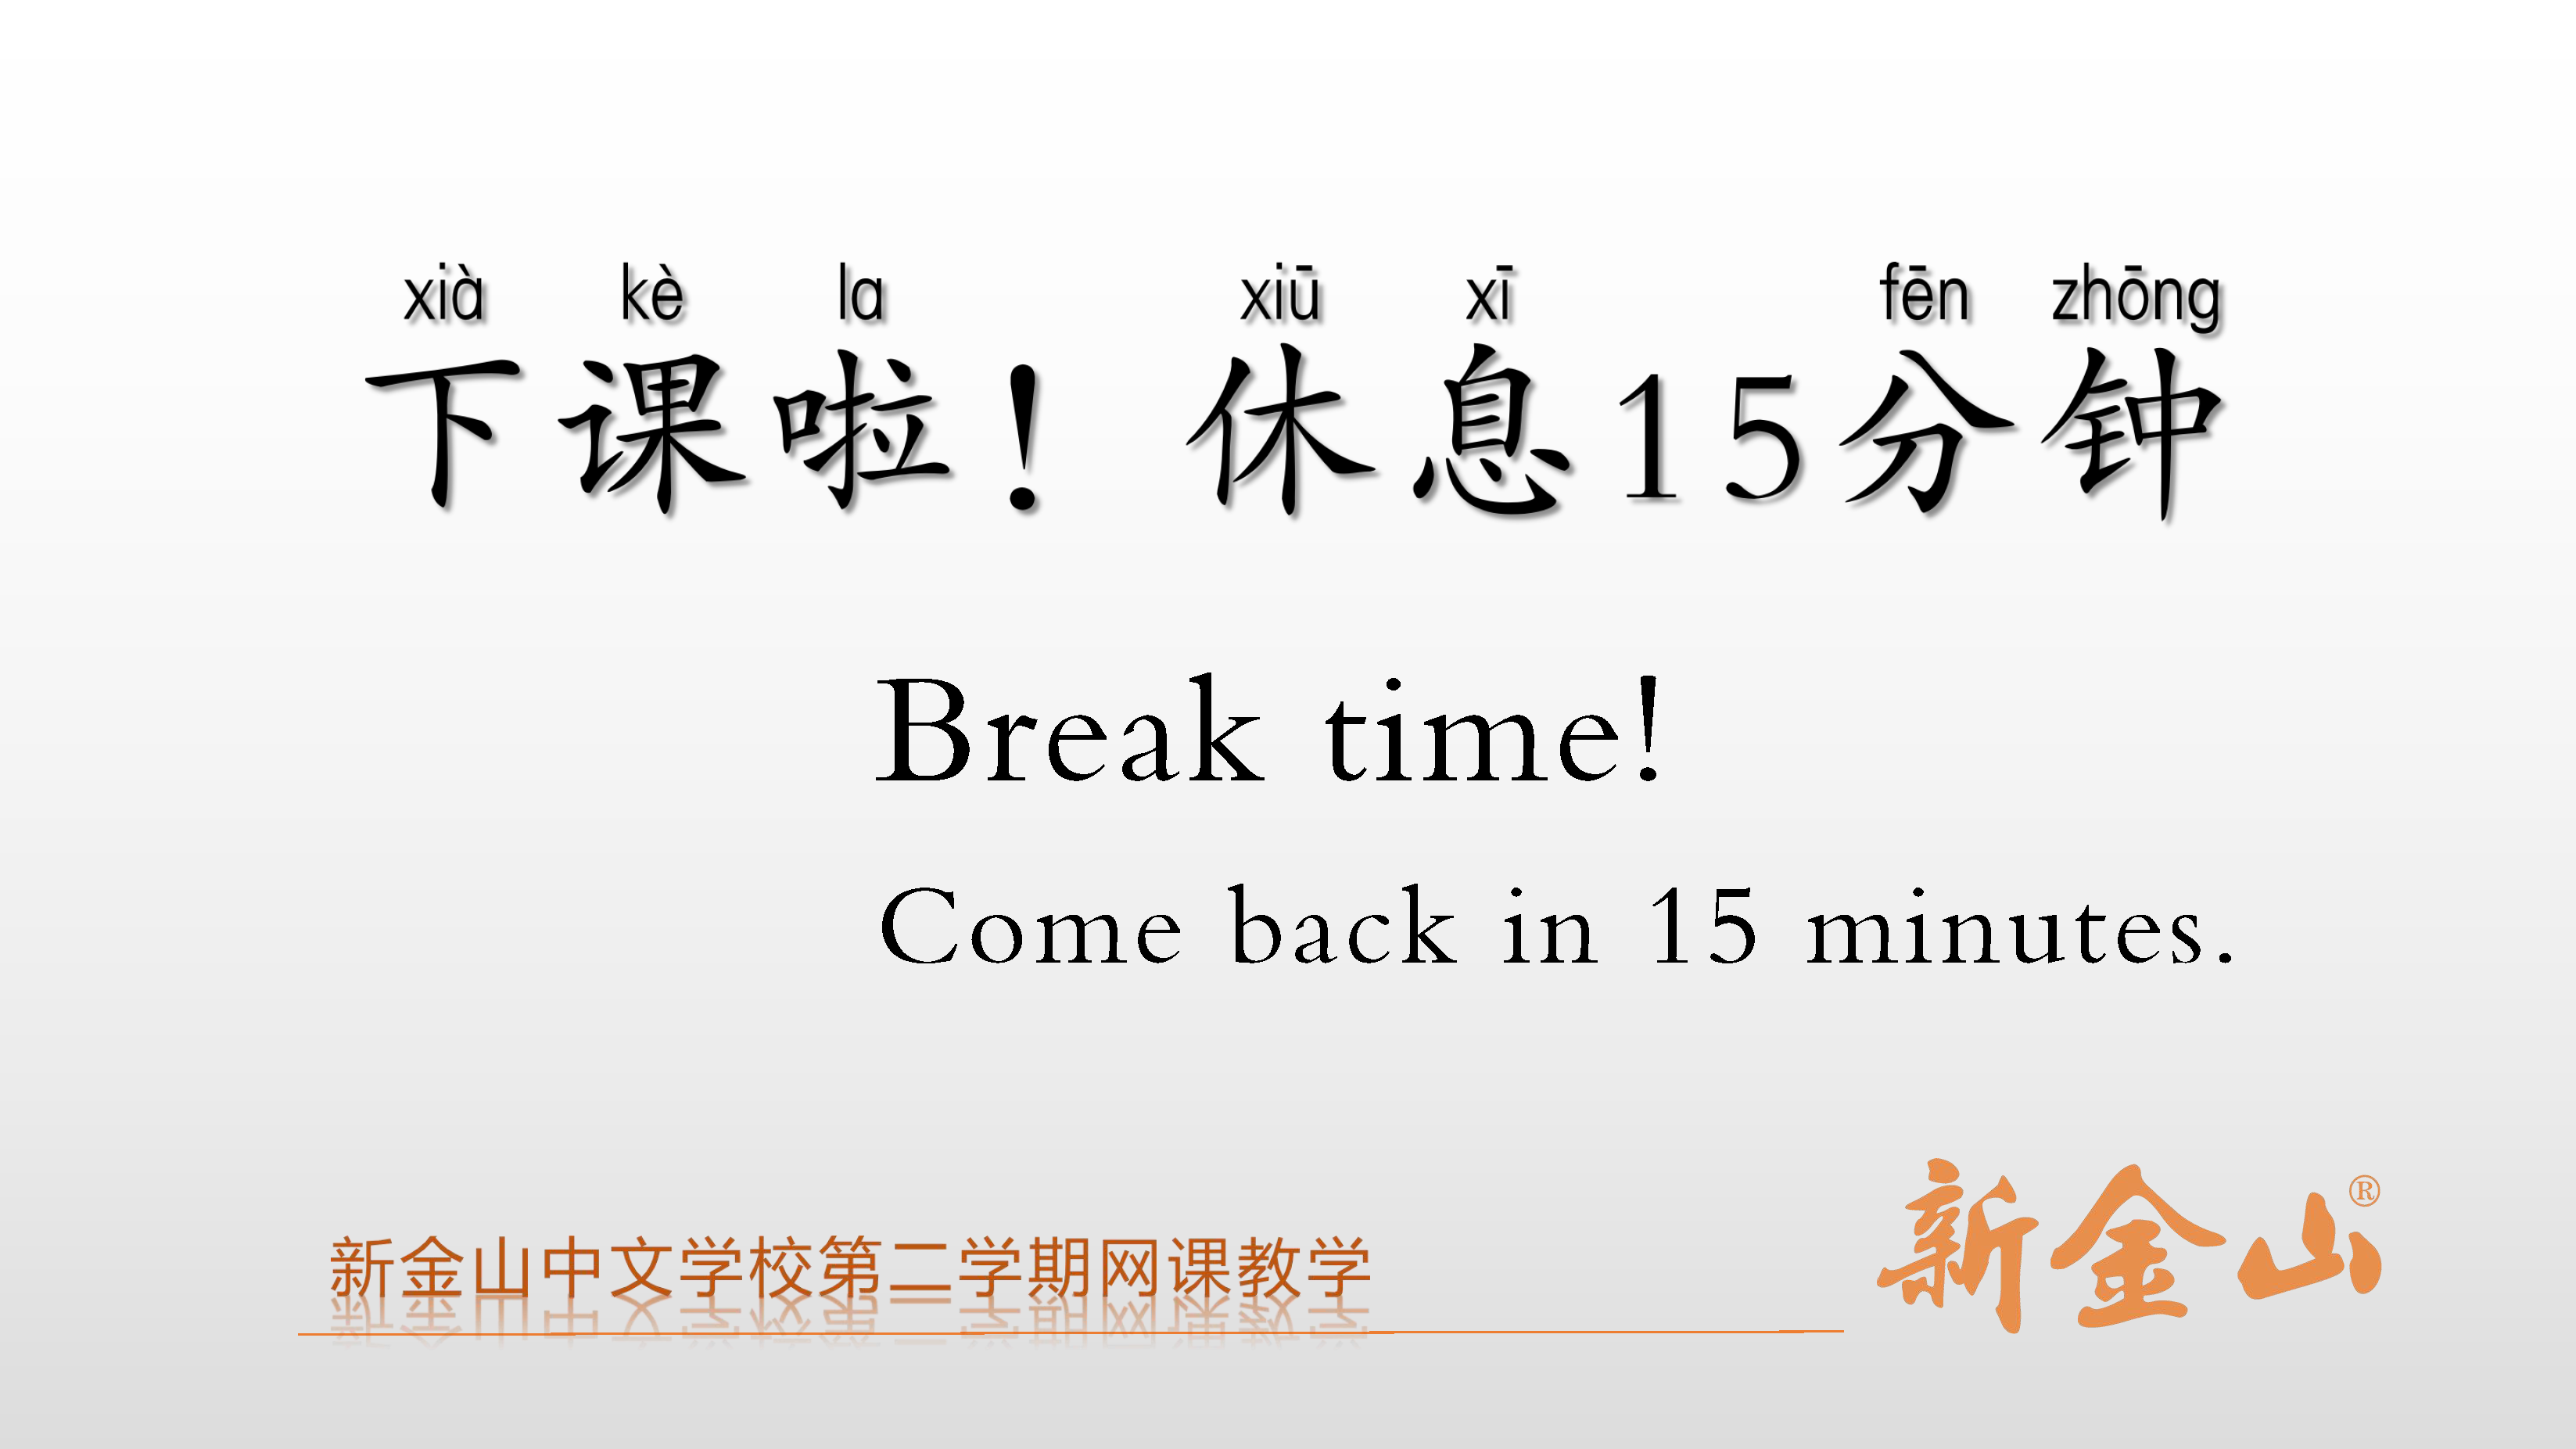 xià kè la xiū xī fēn zhōng
下课啦！休息15分钟
Break time!
Come back in 15 minutes.
新金山®
新金山中文学校第二学期网课教学